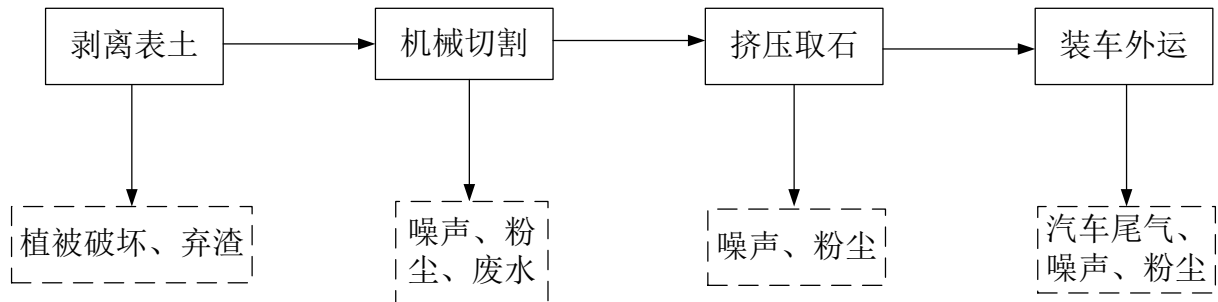 剥离表土
机械切割
挤压取石
装车外运
植被破坏、弃渣
噪声、粉
尘、废水
噪声、粉尘
汽车尾气、
噪声、粉尘